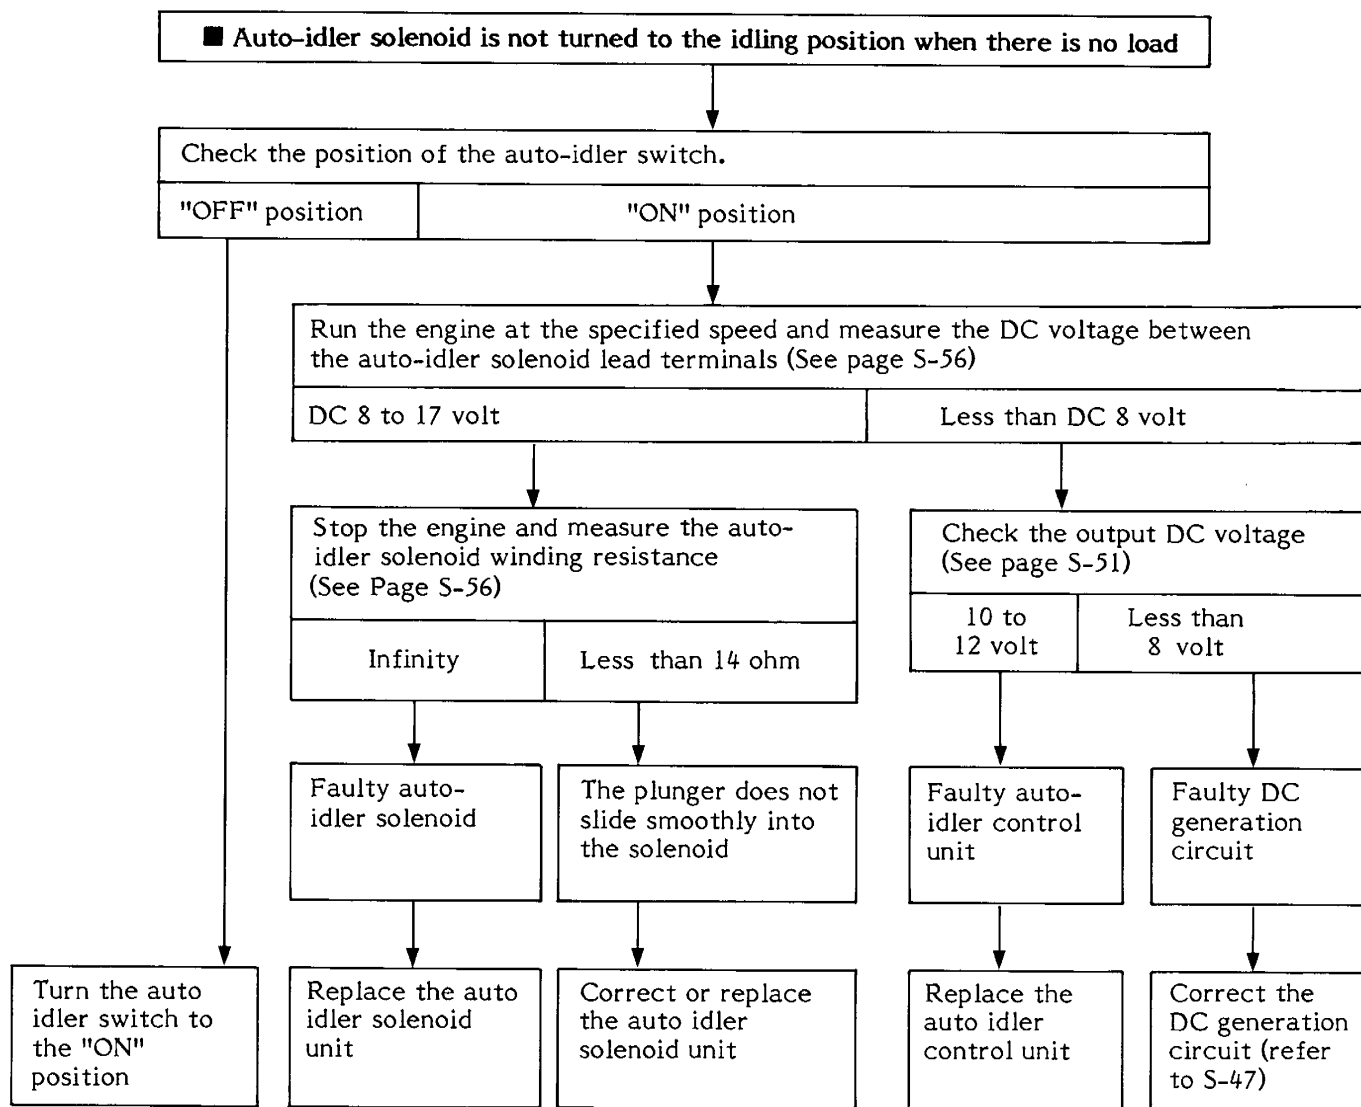 ■ Auto-idler solenoid is not turned to the idling position when there is no load
Check the position of the auto-idler switch.
"OFF" position
"ON" position
Run the engine at the specified speed and measure the DC voltage between
the auto-idler solenoid lead terminals (See page S-56)
DC 8 to 17 volt
Less than DC 8 volt
Stop the engine and measure the auto-
idler solenoid winding resistance
(See Page S-56)
Infinity
Less than 14 ohm
Check the output DC voltage
(See page S-51)
10 to
12 volt
Less than
8 volt
Faulty auto-
idler solenoid
The plunger does not
slide smoothly into
the solenoid
Faulty auto-
idler control
unit
Faulty DC
generation
circuit
Turn the auto
idler switch to
the "ON"
position
Replace the auto
idler solenoid
unit
Correct or replace
the auto idler
solenoid unit
Replace the
auto idler
control unit
Correct the
DC generation
circuit (refer
to S-47)